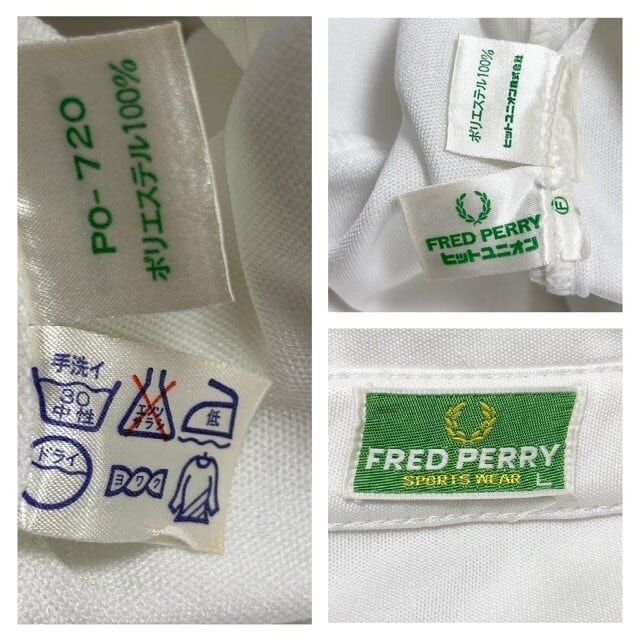 PO-720
ポリエステル100%
手洗イ
30
中性
エンソ
サラシ
低
ドライ
ヨワク
ポリエステル100%
ヒットユニオン株式会社
FRED PERRY
ヒットユニオン
F
FRED PERRY
SPORTS WEAR
L